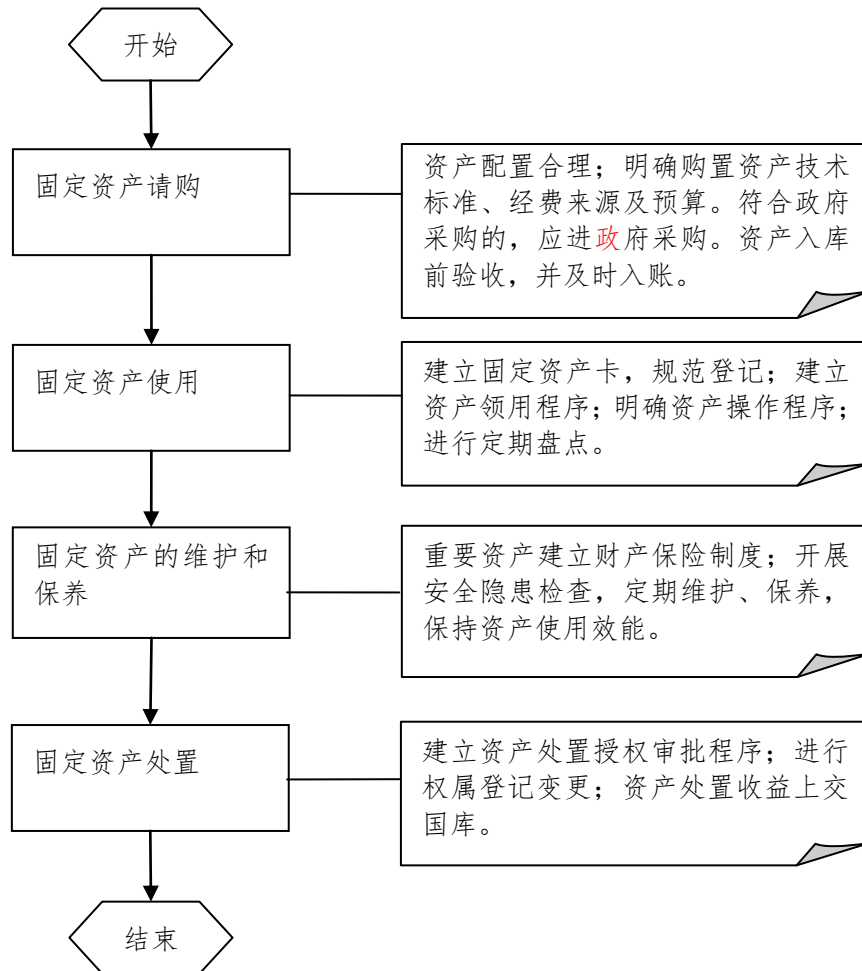 开始
固定资产请购
资产配置合理；明确购置资产技术
标准、经费来源及预算。符合政府
采购的，应进政府采购。资产入库
前验收，并及时入账。
固定资产使用
建立固定资产卡，规范登记；建立
资产领用程序；明确资产操作程序；
进行定期盘点。
固定资产的维护和
保养
重要资产建立财产保险制度；开展
安全隐患检查，定期维护、保养，
保持资产使用效能。
固定资产处置
建立资产处置授权审批程序；进行
权属登记变更；资产处置收益上交
国库。
结束